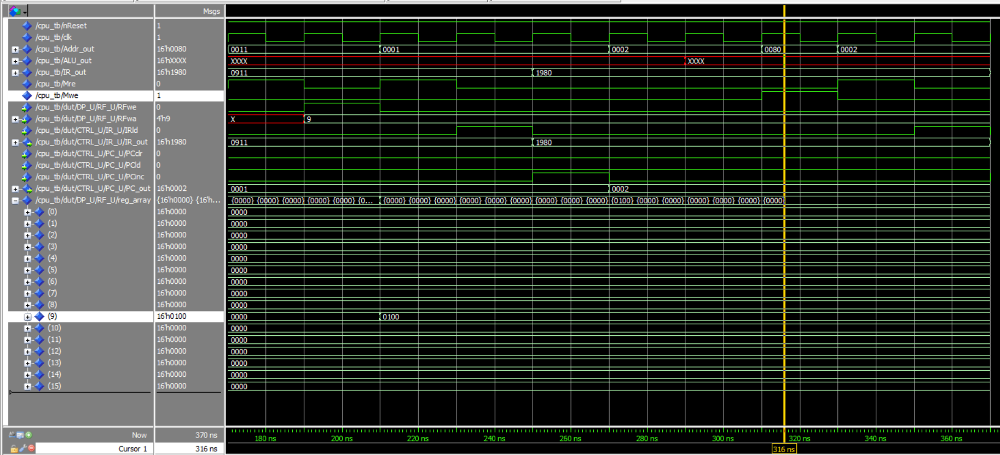 Msgs
/cpu_tb/nReset 1
/cpu_tb/clk 1
/cpu_tb/Addr_out 16'h0080 0011 0001 0002 0080 0002
/cpu_tb/ALU_out 16'hXXXX XXXX XXXX
/cpu_tb/IR_out 16'h1980 0911 1980
/cpu_tb/Mre 0
/cpu_tb/Mwe 1
/cpu_tb/dut/DP_U/RF_U/RFwe 0
/cpu_tb/dut/DP_U/RF_U/RFwa 4'h9 X 9
/cpu_tb/dut/CTRL_U/IR_U/IRld 0
/cpu_tb/dut/CTRL_U/IR_U/IR_out 16'h1980 0911 1980
/cpu_tb/dut/CTRL_U/PC_U/PCclr 0
/cpu_tb/dut/CTRL_U/PC_U/PCld 0
/cpu_tb/dut/CTRL_U/PC_U/PCinc 0
/cpu_tb/dut/CTRL_U/PC_U/PC_out 16'h0002 0001 0002
/cpu_tb/dut/DP_U/RF_U/reg_array {16'h0000} {16'h... {0000} {0000} {0000} {0000} {0000} {0... {0000} {0000} {0000} {0000} {0000} {0000} {0000} {0000} {0000} {0100} {0000} {0000} {0000} {0000} {0000} {0000}
(0) 16'h0000 0000
(1) 16'h0000 0000
(2) 16'h0000 0000
(3) 16'h0000 0000
(4) 16'h0000 0000
(5) 16'h0000 0000
(6) 16'h0000 0000
(7) 16'h0000 0000
(8) 16'h0000 0000
(9) 16'h0100 0000 0100
(10) 16'h0000 0000
(11) 16'h0000 0000
(12) 16'h0000 0000
(13) 16'h0000 0000
(14) 16'h0000 0000
(15) 16'h0000 0000
Now 370 ns 180 ns 200 ns 220 ns 240 ns 260 ns 280 ns 300 ns 320 ns 340 ns 360 ns
Cursor 1 316 ns 316 ns